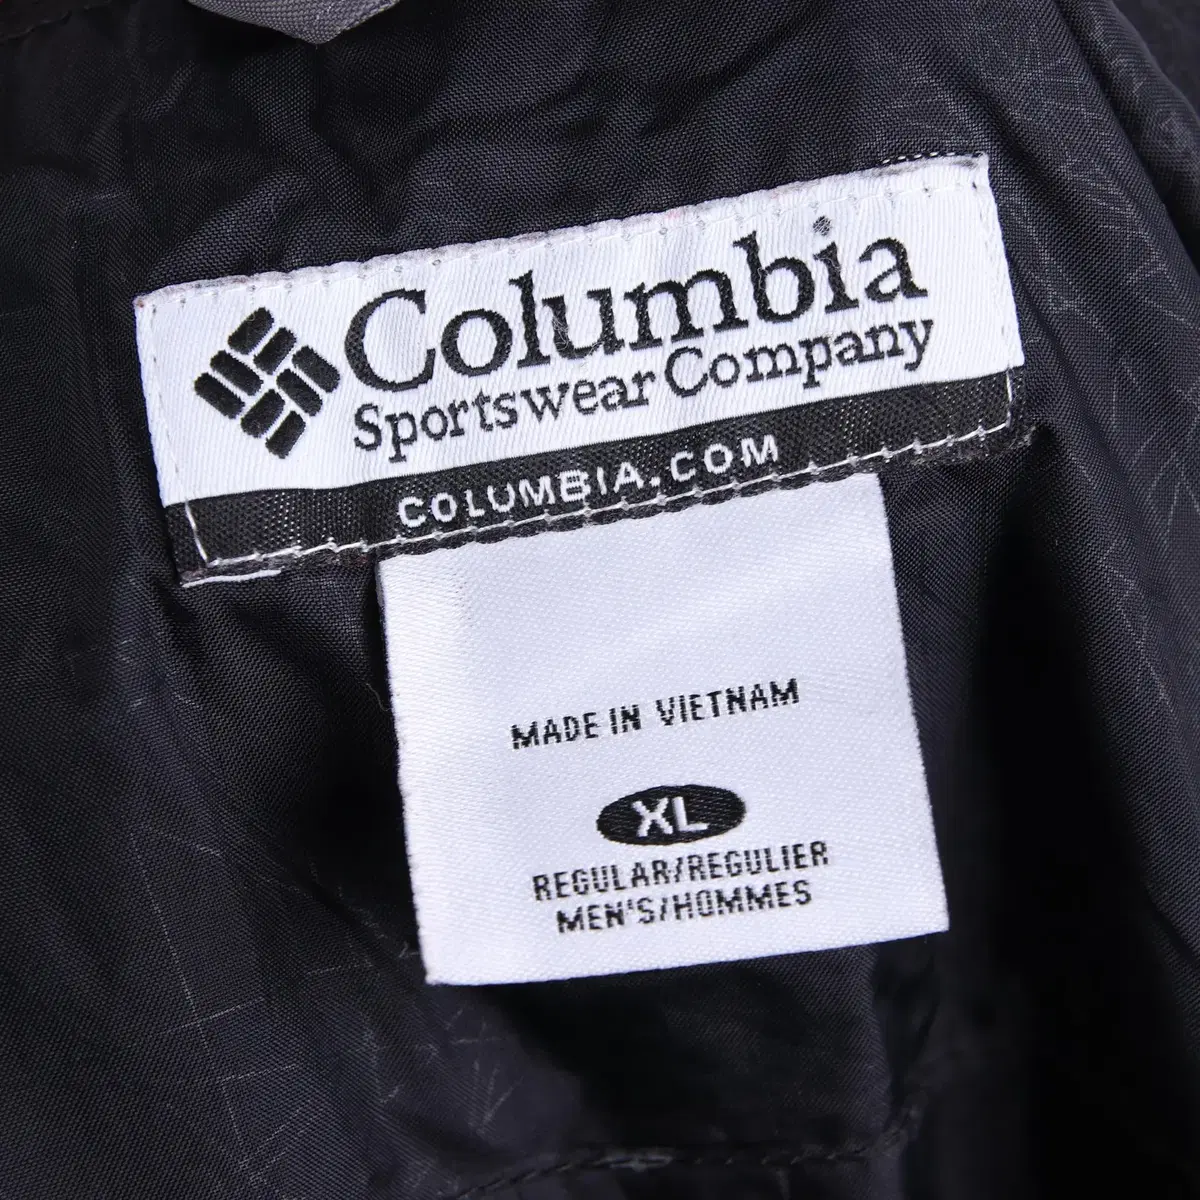 Columbia
Sportswear Company
COLUMBIA.COM
MADE IN VIETNAM
XL
REGULAR/REGULIER
MEN'S/HOMMES